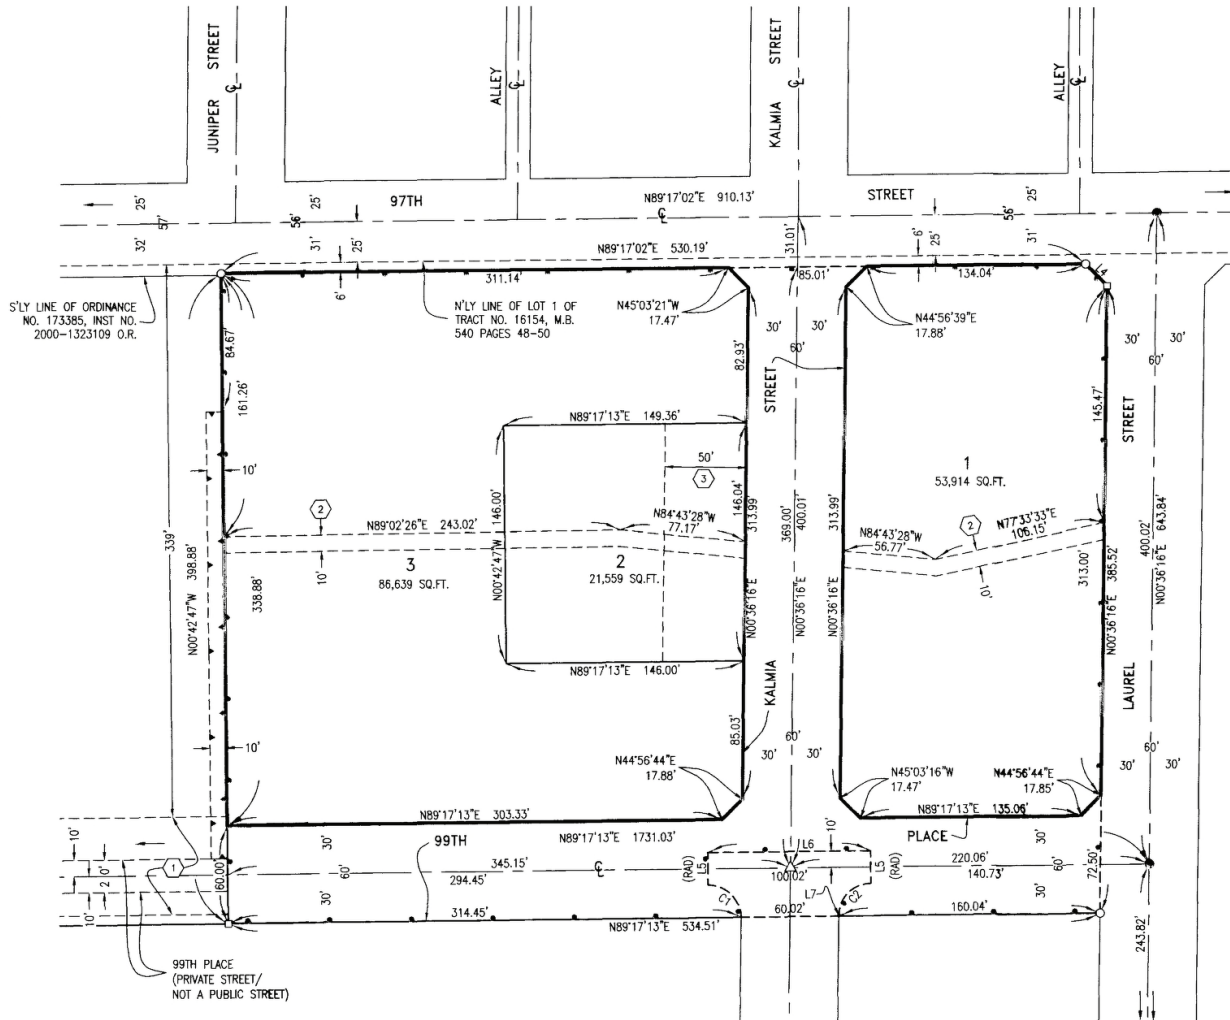 JUNIPER STREET
ALLEY
KALMIA STREET
ALLEY
℄
℄
℄
℄
25'
57'
32'
25'
56'
31'
25'
97TH
N89°17'02"E 910.13'
℄
STREET
25'
56'
31'
6'
25'
31.01'
N89°17'02"E 530.19'
311.14'
6'
85.01'
134.04'
L4
S'LY LINE OF ORDINANCE
NO. 173385, INST NO.
2000-1323109 O.R.
N'LY LINE OF LOT 1 OF
TRACT NO. 16154, M.B.
540 PAGES 48-50
N45°03'21"W
17.47'
N44°56'39"E
17.88'
30'
30'
60'
30'
30'
60'
84.67'
161.26'
82.93'
STREET
145.47'
STREET
N89°17'13"E 149.36'
10'
50'
3
1
53,914 SQ.FT.
2
N89°02'26"E 243.02'
N84°43'28"W
77.17'
146.00'
146.04'
313.99'
369.00'
400.01'
313.99'
N84°43'28"W
56.77'
2
N77°33'33"E
106.15'
10'
10'
339'
N00°42'47"W 398.88'
338.88'
3
86,639 SQ.FT.
N00°42'47"W
2
21,559 SQ.FT.
N00°36'16"E
N00°36'16"E
N00°36'16"E
313.00'
N00°36'16"E 385.52'
400.02'
N00°36'16"E 643.84'
N89°17'13"E 146.00'
KALMIA
LAUREL
10'
85.03'
60'
30'
30'
60'
30'
30'
N44°56'44"E
17.88'
N45°03'16"W
17.47'
N44°56'44"E
17.85'
N89°17'13"E 303.33'
N89°17'13"E 135.06'
99TH
N89°17'13"E 1731.03'
PLACE
30'
10'
30'
10'
20'
10'
1
60.00'
60'
30'
345.15'
294.45'
314.45'
℄
(RAD)
L5
L6
100.02'
L5
(RAD)
220.06'
140.73'
60'
72.50'
30'
C1
L7
C2
60.02'
160.04'
N89°17'13"E 534.51'
243.82'
99TH PLACE
(PRIVATE STREET/
NOT A PUBLIC STREET)